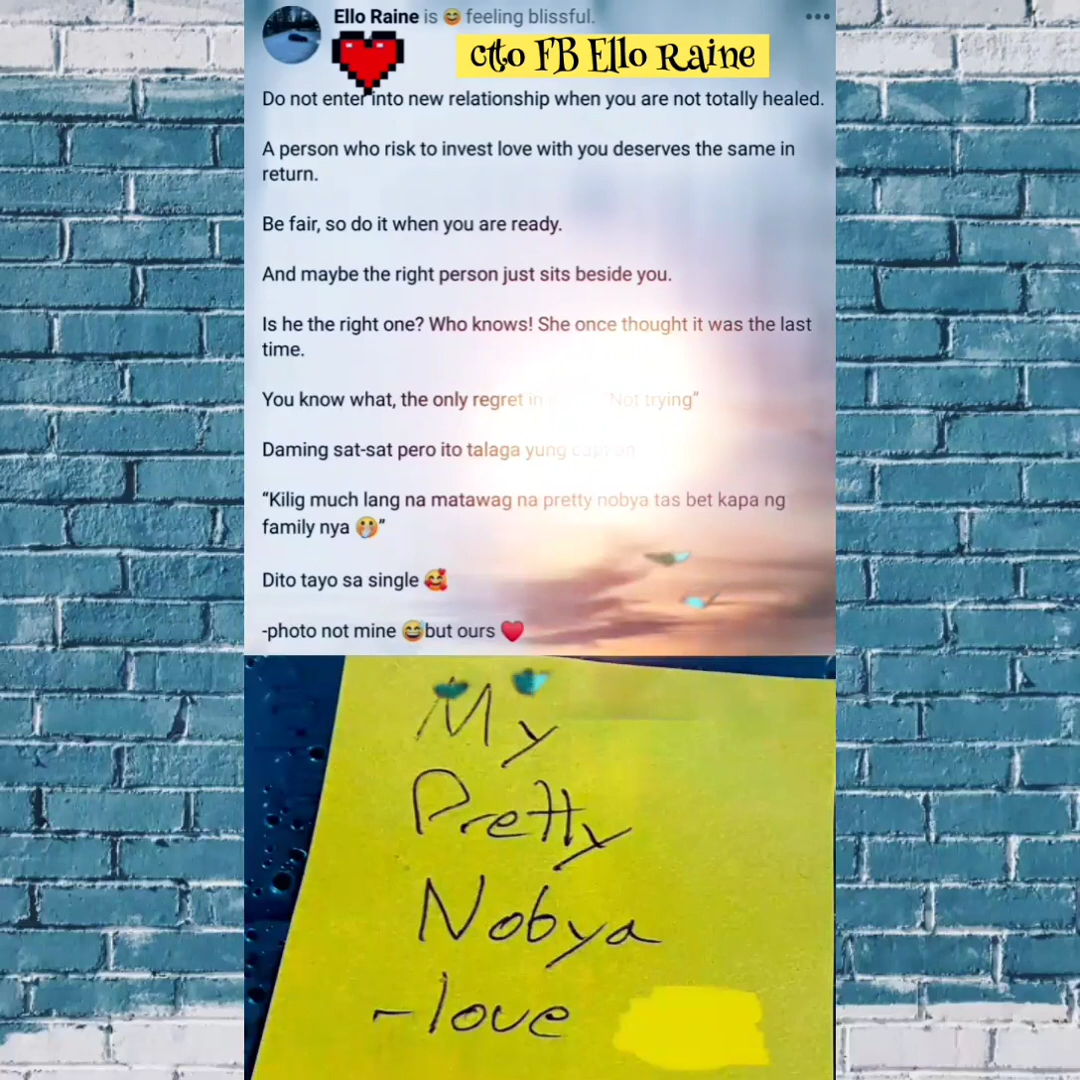 Ello Raine is 😄 feeling blissful.
ctto FB Ello Raine
Do not enter into new relationship when you are not totally healed.
A person who risk to invest love with you deserves the same in
return.
Be fair, so do it when you are ready.
And maybe the right person just sits beside you.
Is he the right one? Who knows! She once thought it was the last
time.
You know what, the only regret in “Not trying”
Daming sat-sat pero ito talaga yung caption
“Kilig much lang na matawag na pretty nobya tas bet kapa ng
family nya 🤭”
Dito tayo sa single 🥰
-photo not mine 😅but ours ❤️
My
Pretty
Nobya
-love